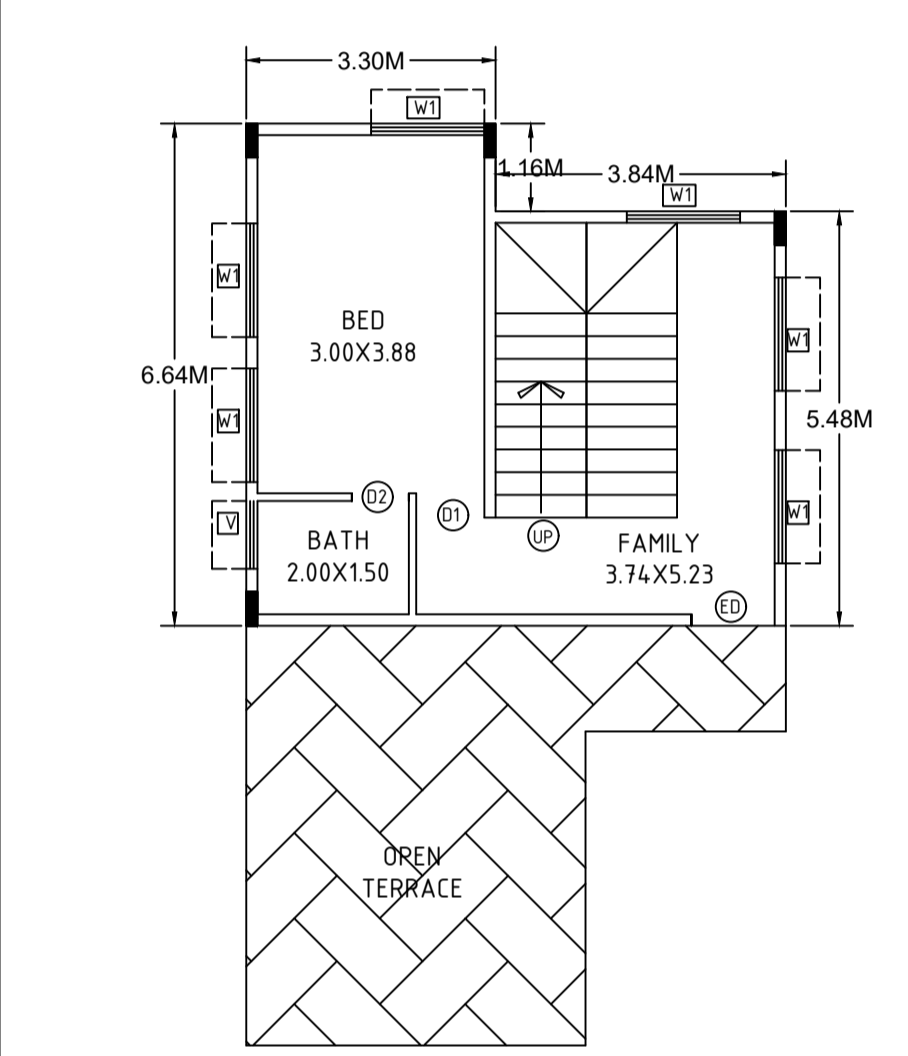 3.30M
W1
1.16M
3.84M
W1
W1
BED
3.00X3.88
W1
6.64M
W1
5.48M
D2
D1
W1
V
UP
BATH
2.00X1.50
FAMILY
3.74X5.23
ED
OPEN
TERRACE